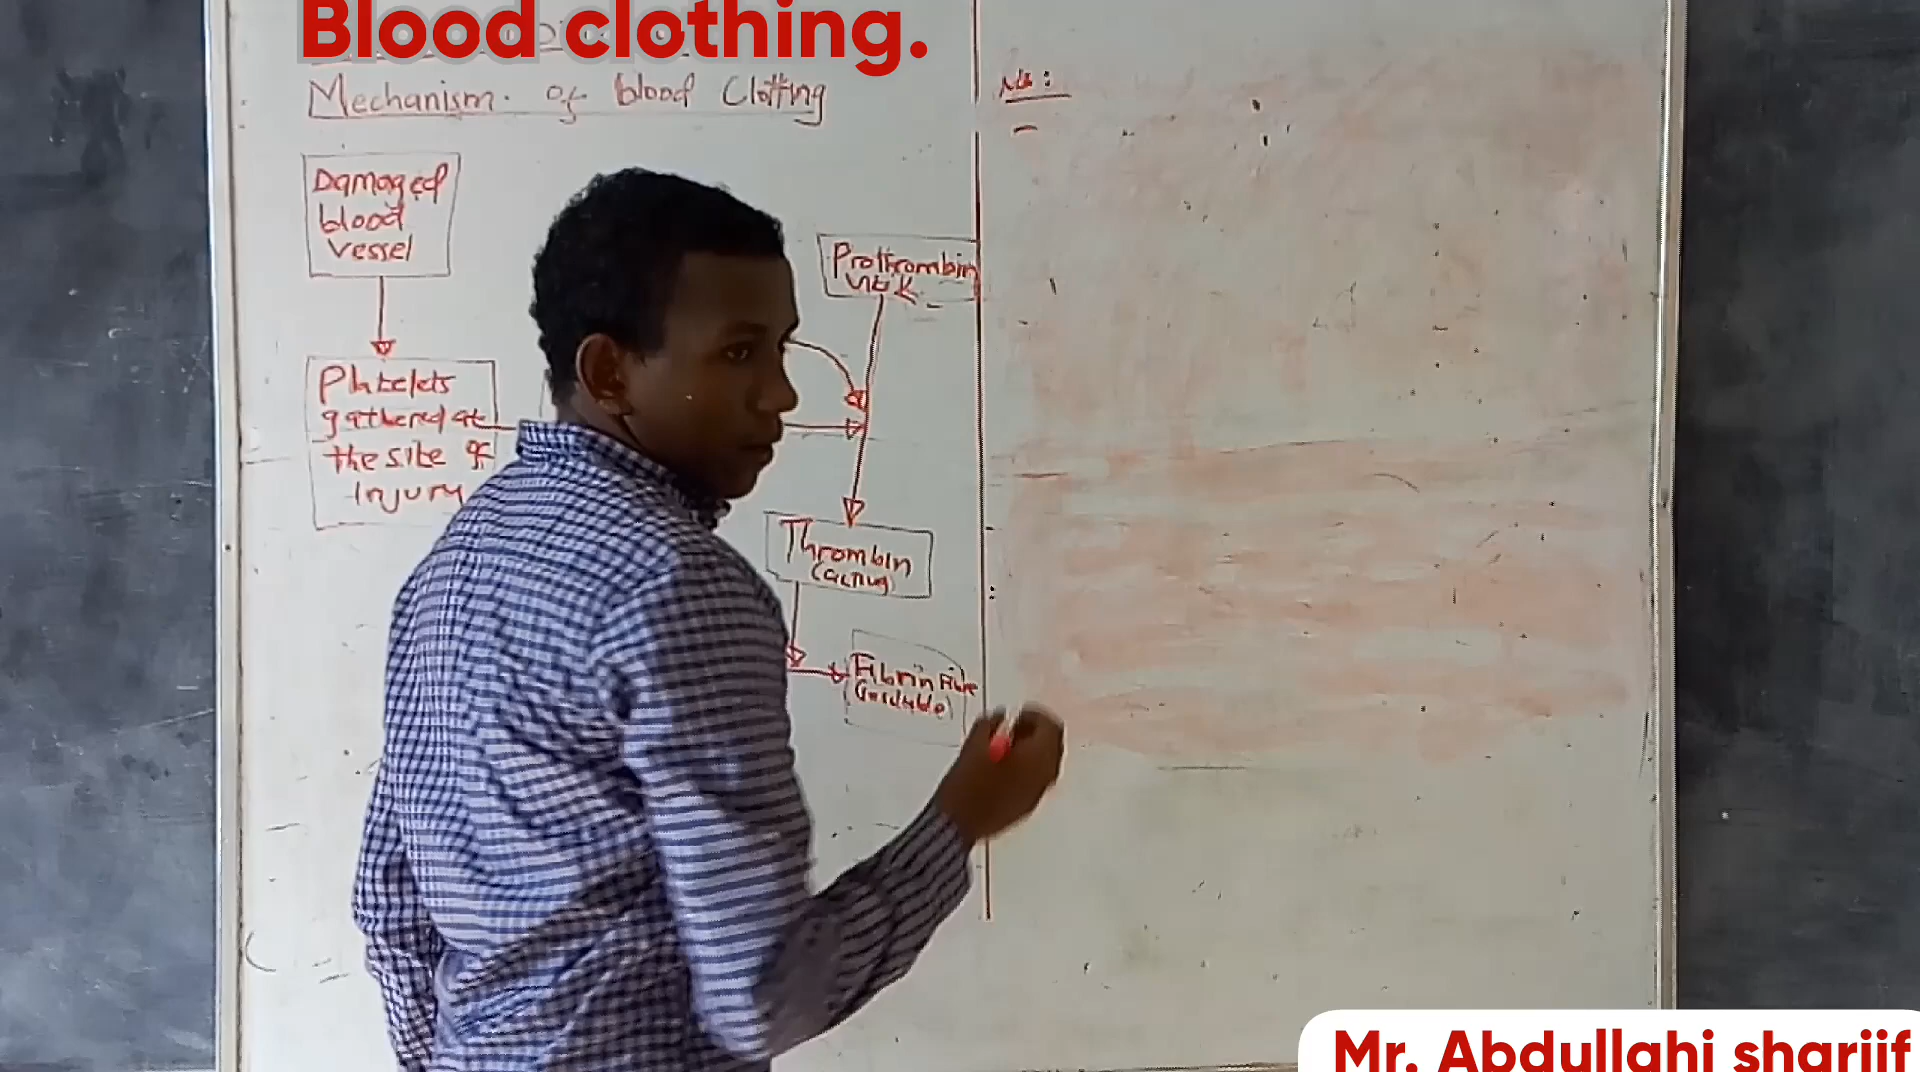 Blood clothing.
Mechanism. of blood Clotting
Damaged
blood
vessel
Prothrombin
Vit K
Platelets
gathered at
the site of
Injury
Thrombin
Fibrin
Mr. Abdullahi shariif